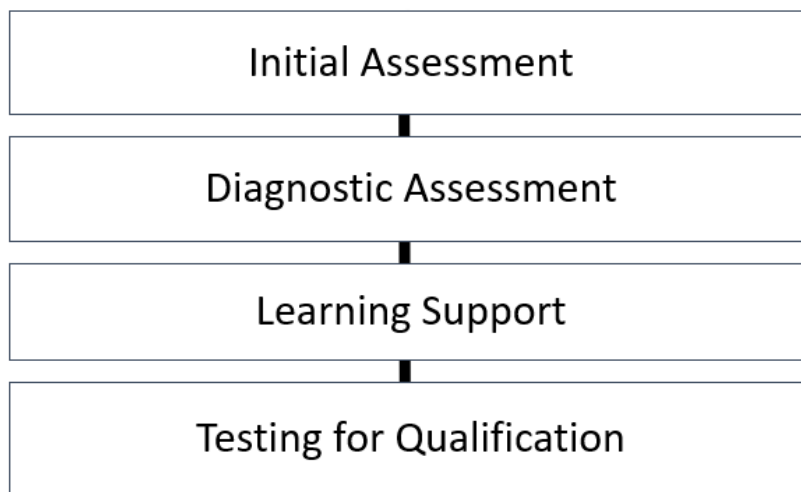 Initial Assessment
Diagnostic Assessment
Learning Support
Testing for Qualification